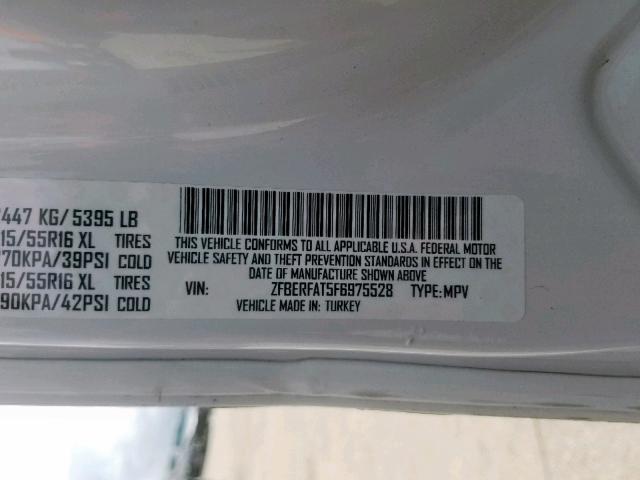 447 KG/5395 LB
15/55R16 XL TIRES
70KPA/39PSI COLD
15/55R16 XL TIRES
90KPA/42PSI COLD
THIS VEHICLE CONFORMS TO ALL APPLICABLE U.S.A. FEDERAL MOTOR
VEHICLE SAFETY AND THEFT PREVENTION STANDARDS IN EFFECT ON THE
DATE OF MANUFACTURE SHOWN ABOVE.
VIN: ZFBERFAT5F6975528 TYPE:MPV
VEHICLE MADE IN: TURKEY